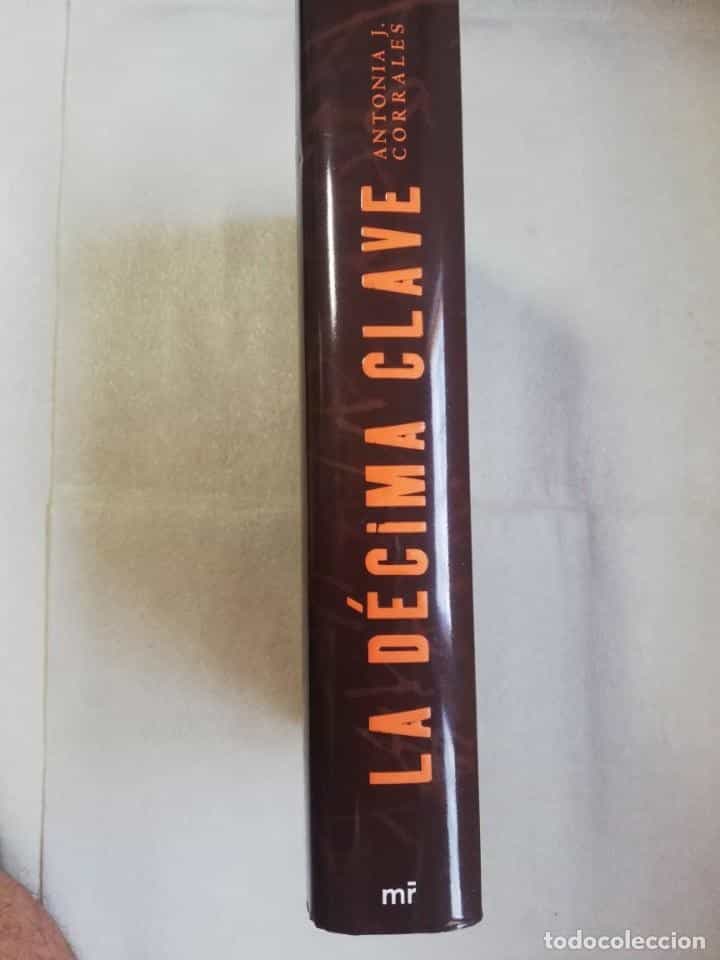 ANTONIA J.
CORRALES
LA DÉCiMA CLAVE
mr̄
todocoleccion